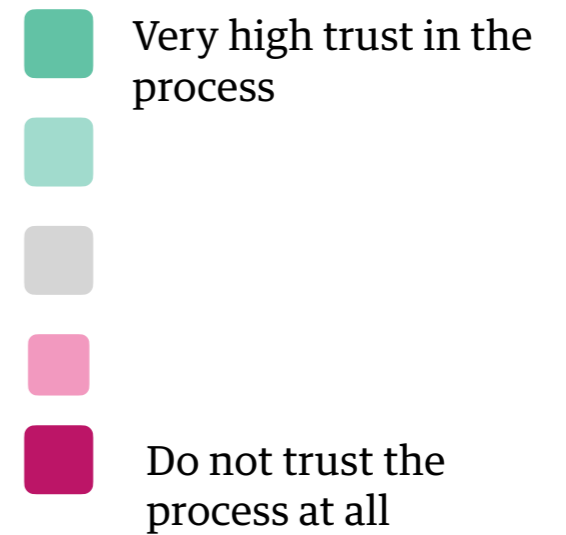 Very high trust in the
process
Do not trust the
process at all